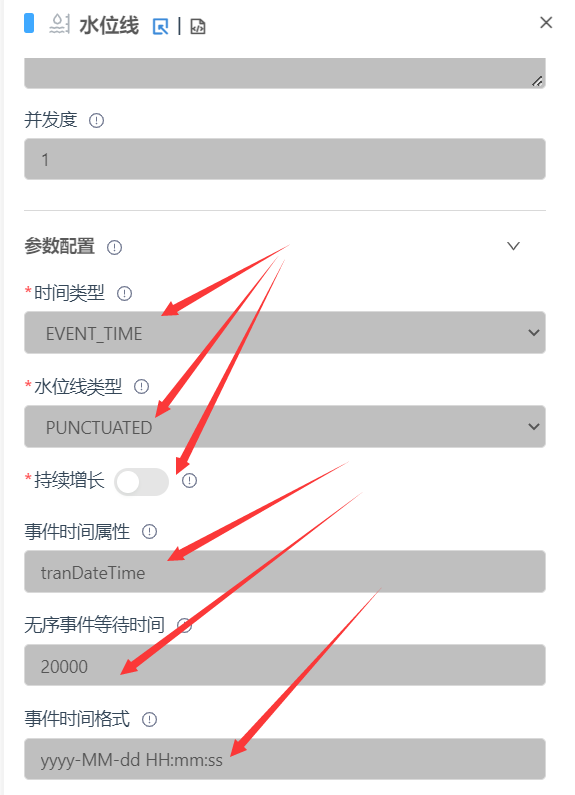 水位线
并发度
1
参数配置
*时间类型
EVENT_TIME
*水位线类型
PUNCTUATED
*持续增长
事件时间属性
tranDateTime
无序事件等待时间
20000
事件时间格式
yyyy-MM-dd HH:mm:ss